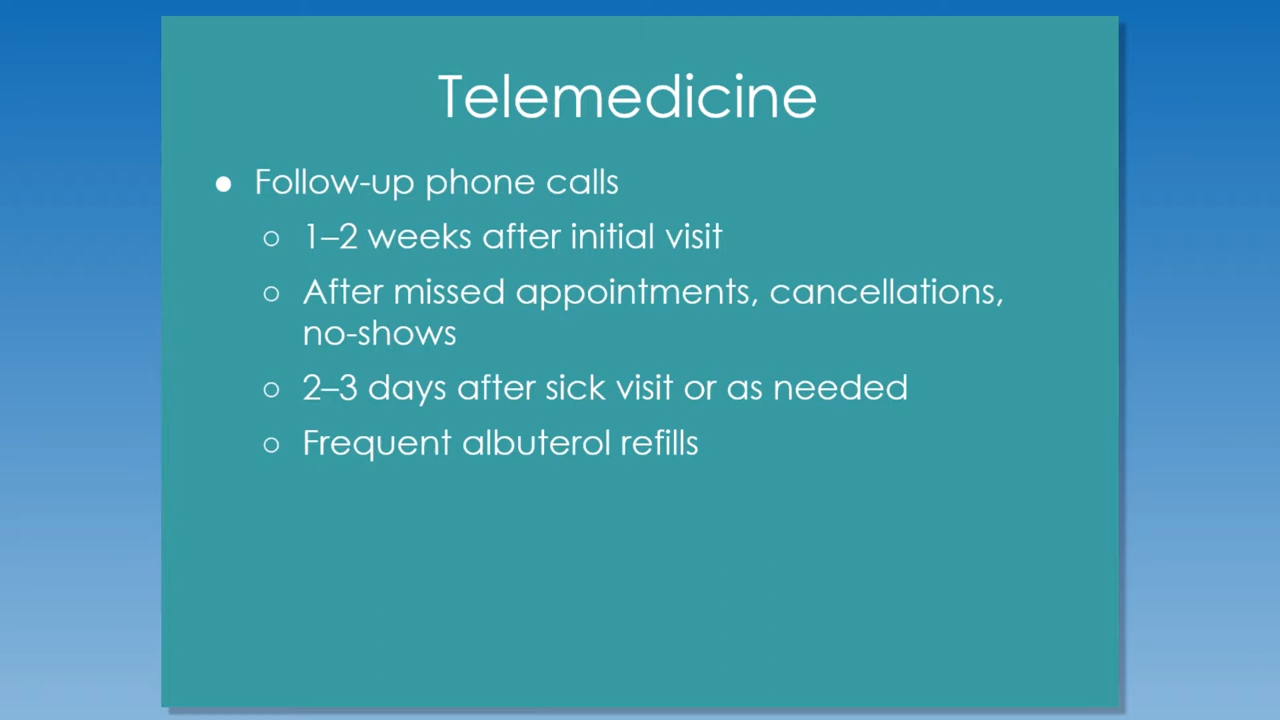 Telemedicine
● Follow-up phone calls
○ 1–2 weeks after initial visit
○ After missed appointments, cancellations,
no-shows
○ 2–3 days after sick visit or as needed
○ Frequent albuterol refills